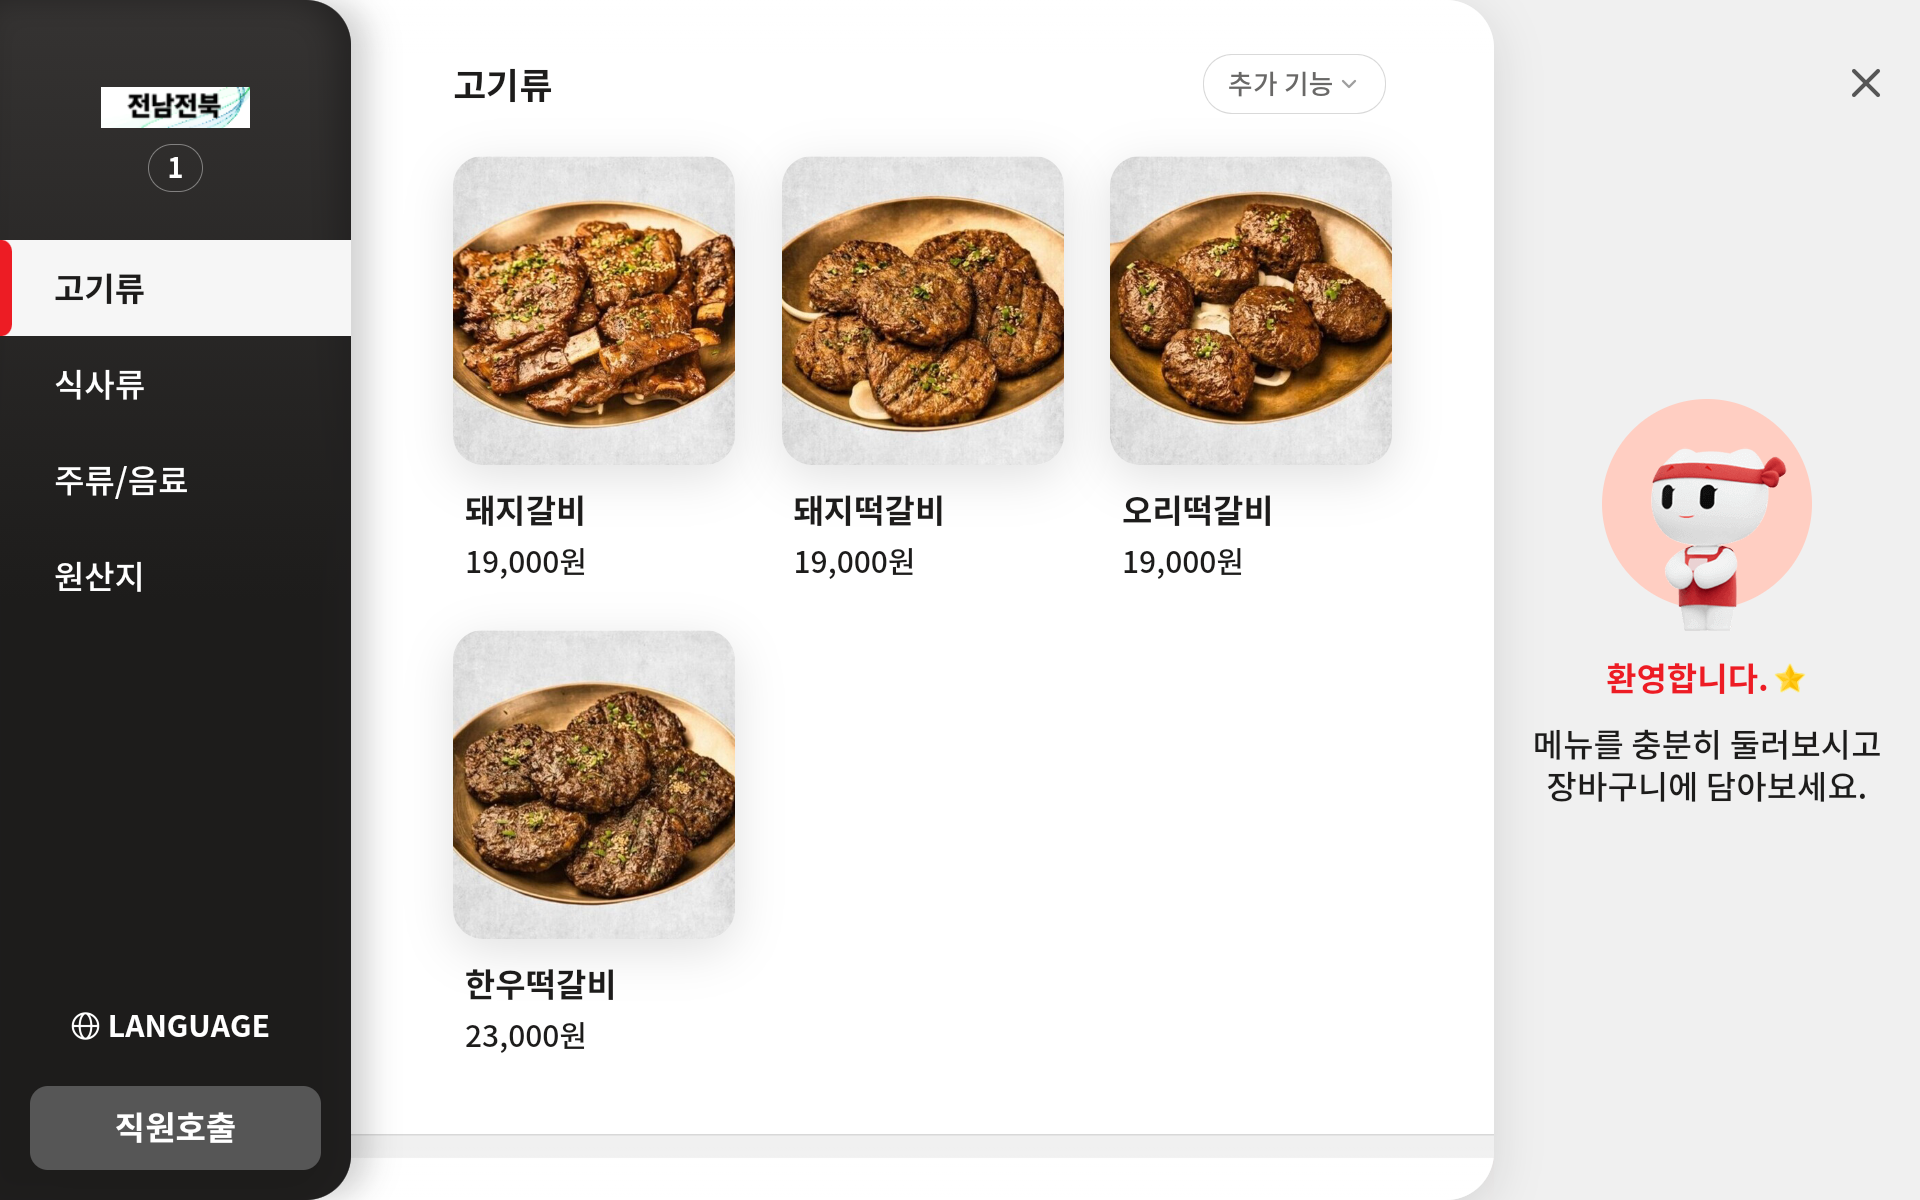 전남전북
1
고기류
식사류
주류/음료
원산지
LANGUAGE
직원호출
고기류
추가 기능
돼지갈비
19,000원
돼지떡갈비
19,000원
오리떡갈비
19,000원
한우떡갈비
23,000원
환영합니다.⭐
메뉴를 충분히 둘러보시고
장바구니에 담아보세요.